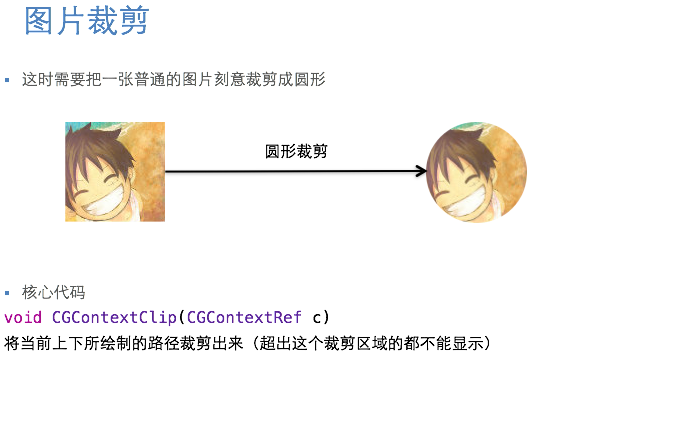 图片裁剪
▪ 这时需要把一张普通的图片刻意裁剪成圆形
圆形裁剪
▪ 核心代码
void CGContextClip(CGContextRef c)
将当前上下所绘制的路径裁剪出来（超出这个裁剪区域的都不能显示）